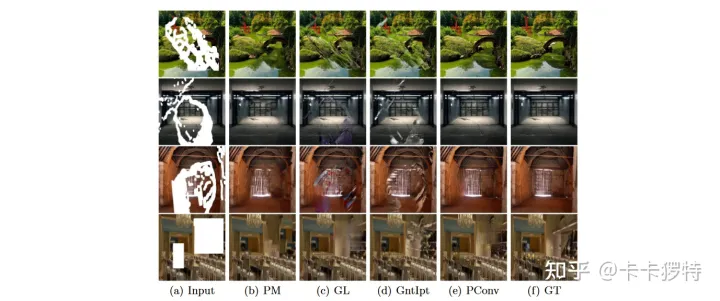 知乎 @卡卡猡特
(a) Input (b) PM (c) GL (d) GntIpt (e) PConv (f) GT